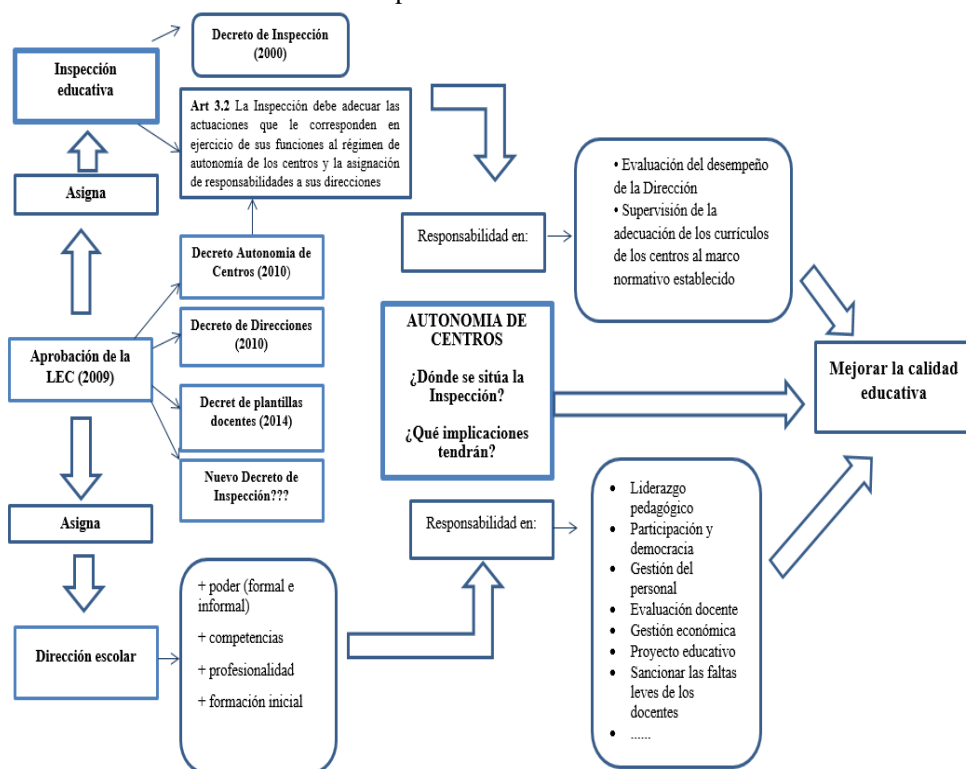 Decreto de Inspección
(2000)
Inspección
educativa
Art 3.2 La Inspección debe adecuar las
actuaciones que le corresponden en
ejercicio de sus funciones al régimen de
autonomía de los centros y la asignación
de responsabilidades a sus direcciones
Asigna
• Evaluación del desempeño
de la Dirección
• Supervisión de la
adecuación de los currículos
de los centros al marco
normativo establecido
Responsabilidad en:
Decreto Autonomia de
Centros (2010)
Decreto de Direcciones
(2010)
Aprobación de la
LEC (2009)
Decret de plantillas
docentes (2014)
Nuevo Decreto de
Inspección???
AUTONOMIA DE
CENTROS
¿Dónde se sitúa la
Inspección?
¿Qué implicaciones
tendrán?
Mejorar la calidad
educativa
Asigna
Responsabilidad en:
• Liderazgo
pedagógico
• Participación y
democracia
• Gestión del
personal
• Evaluación docente
• Gestión económica
• Proyecto educativo
• Sancionar las faltas
leves de los
docentes
• ......
Dirección escolar
+ poder (formal e
informal)
+ competencias
+ profesionalidad
+ formación inicial